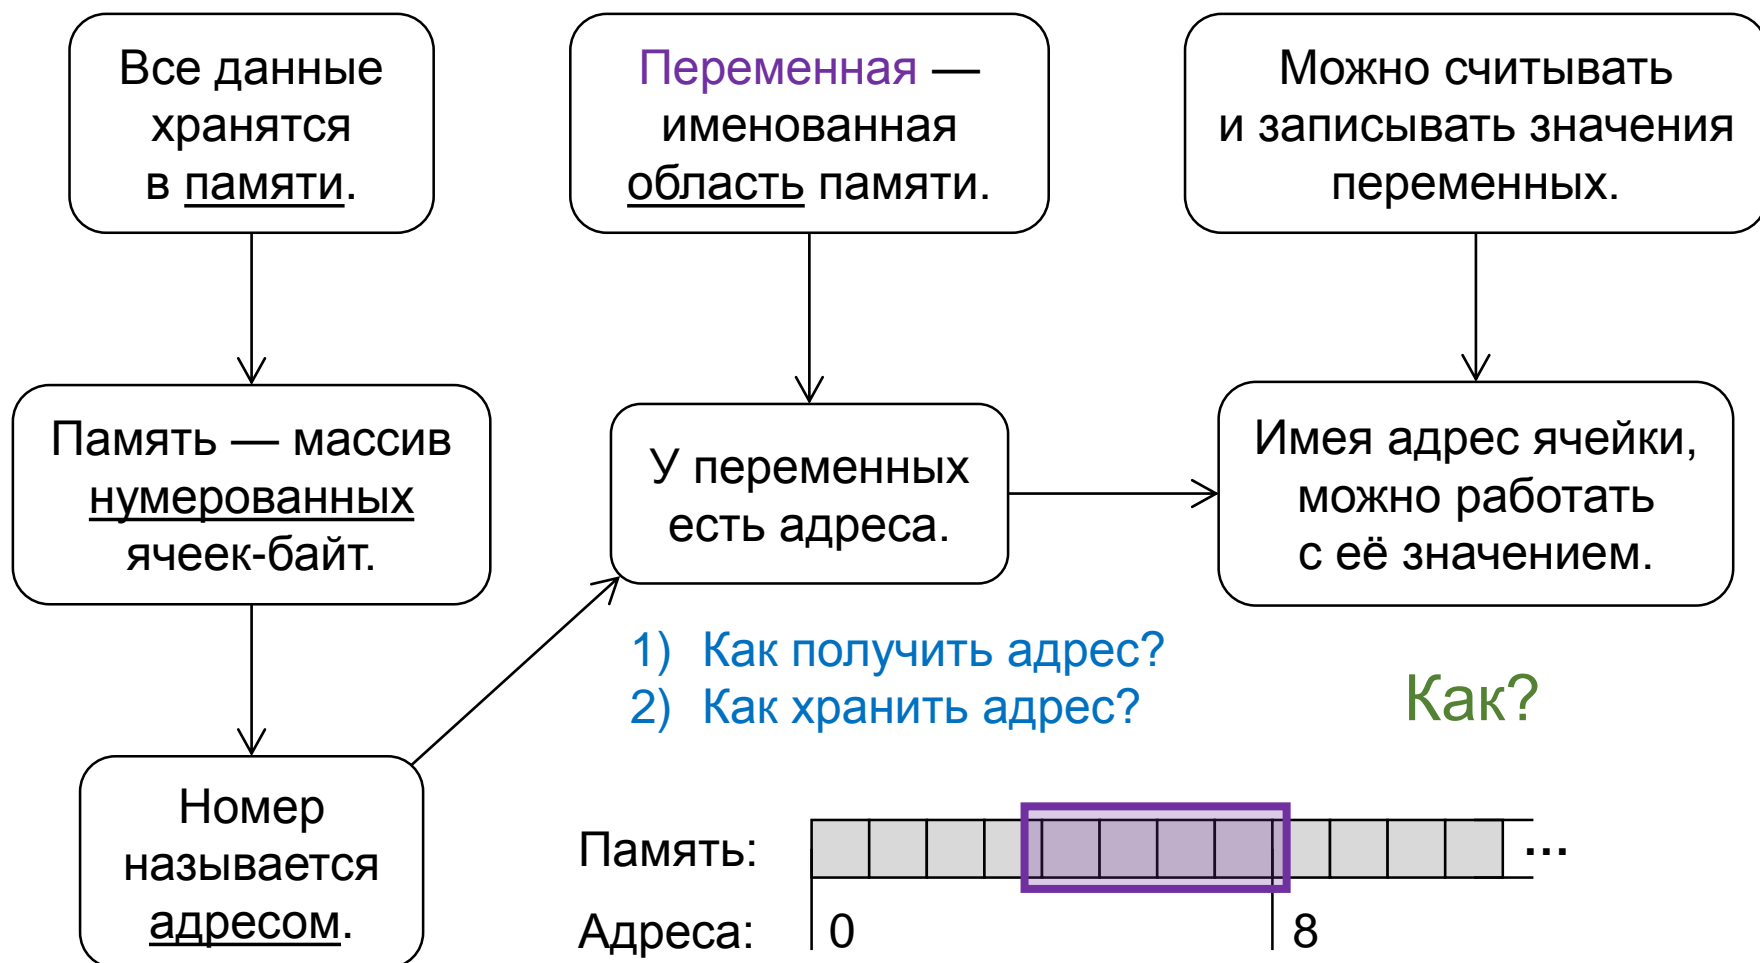 Все данные
хранятся
в памяти.
Переменная —
именованная
область памяти.
Можно считывать
и записывать значения
переменных.
Память — массив
нумерованных
ячеек-байт.
У переменных
есть адреса.
Имея адрес ячейки,
можно работать
с её значением.
1) Как получить адрес?
2) Как хранить адрес?
Как?
Номер
называется
адресом.
Память:
...
Адреса:
0
8